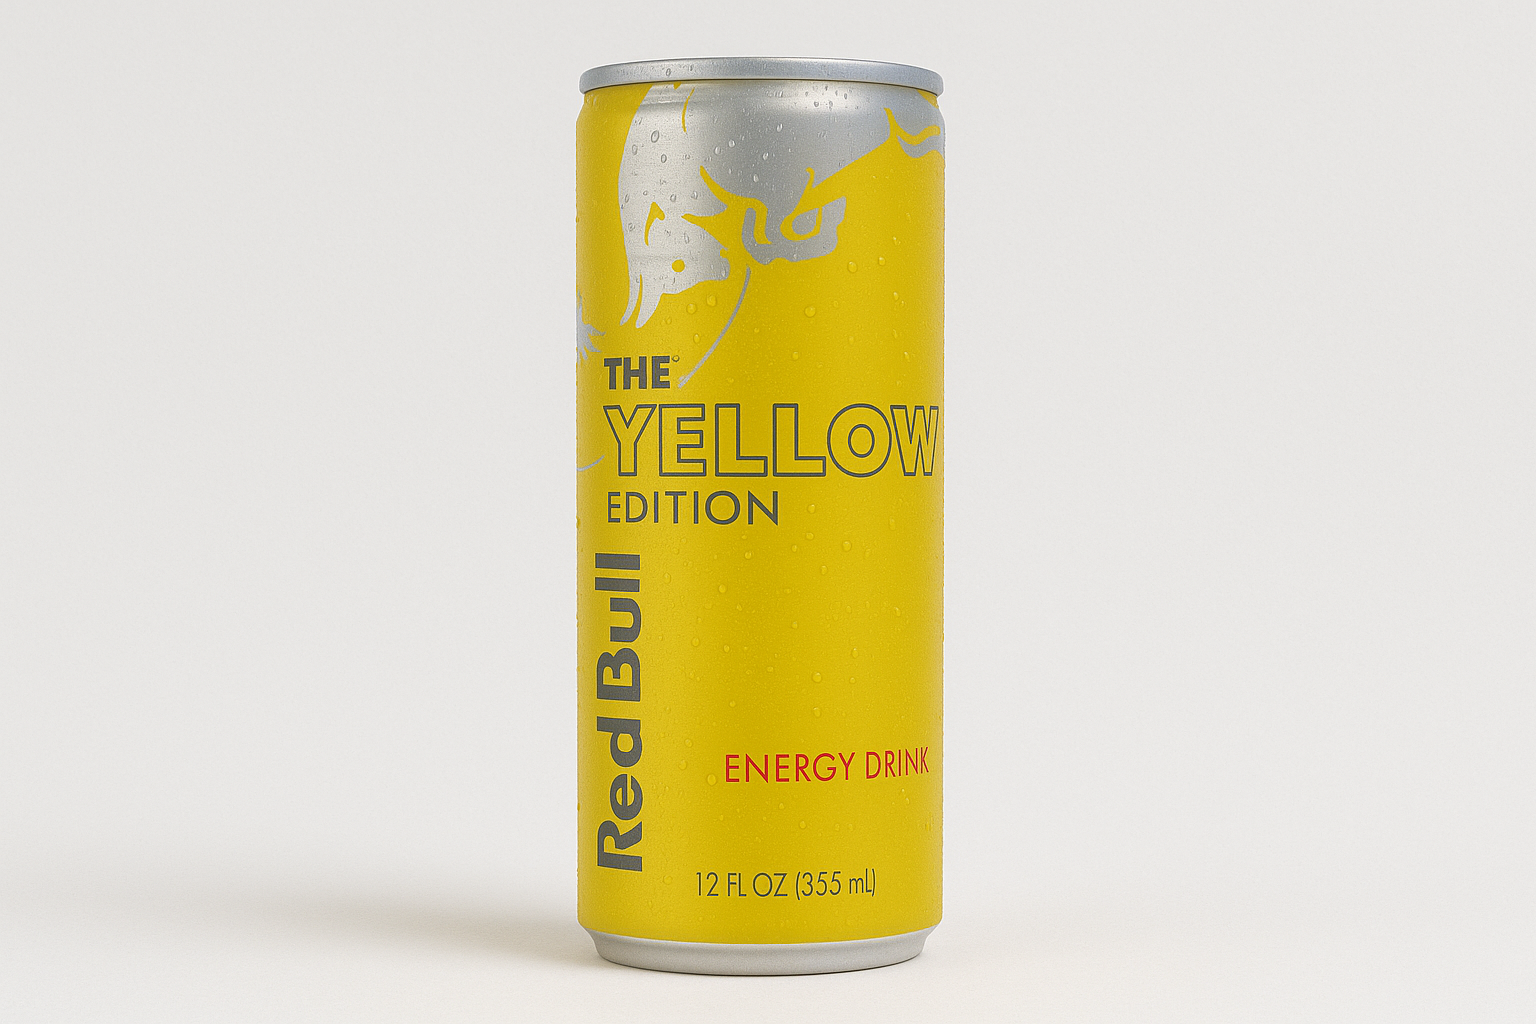 THE
YELLOW
EDITION
Red Bull
ENERGY DRINK
12 FL OZ (355 mL)